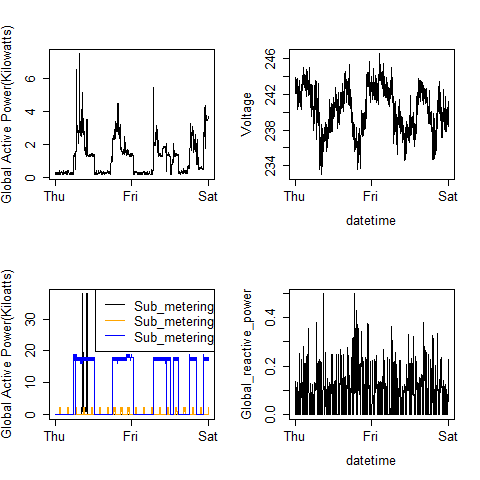 Global Active Power(Kilowatts)
0 2 4 6
Thu Fri Sat
Voltage
234 238 242 246
Thu Fri Sat
datetime
Global Active Power(Kiloatts)
0 10 20 30
Sub_metering
Sub_metering
Sub_metering
Thu Fri Sat
Global_reactive_power
0.0 0.2 0.4
Thu Fri Sat
datetime